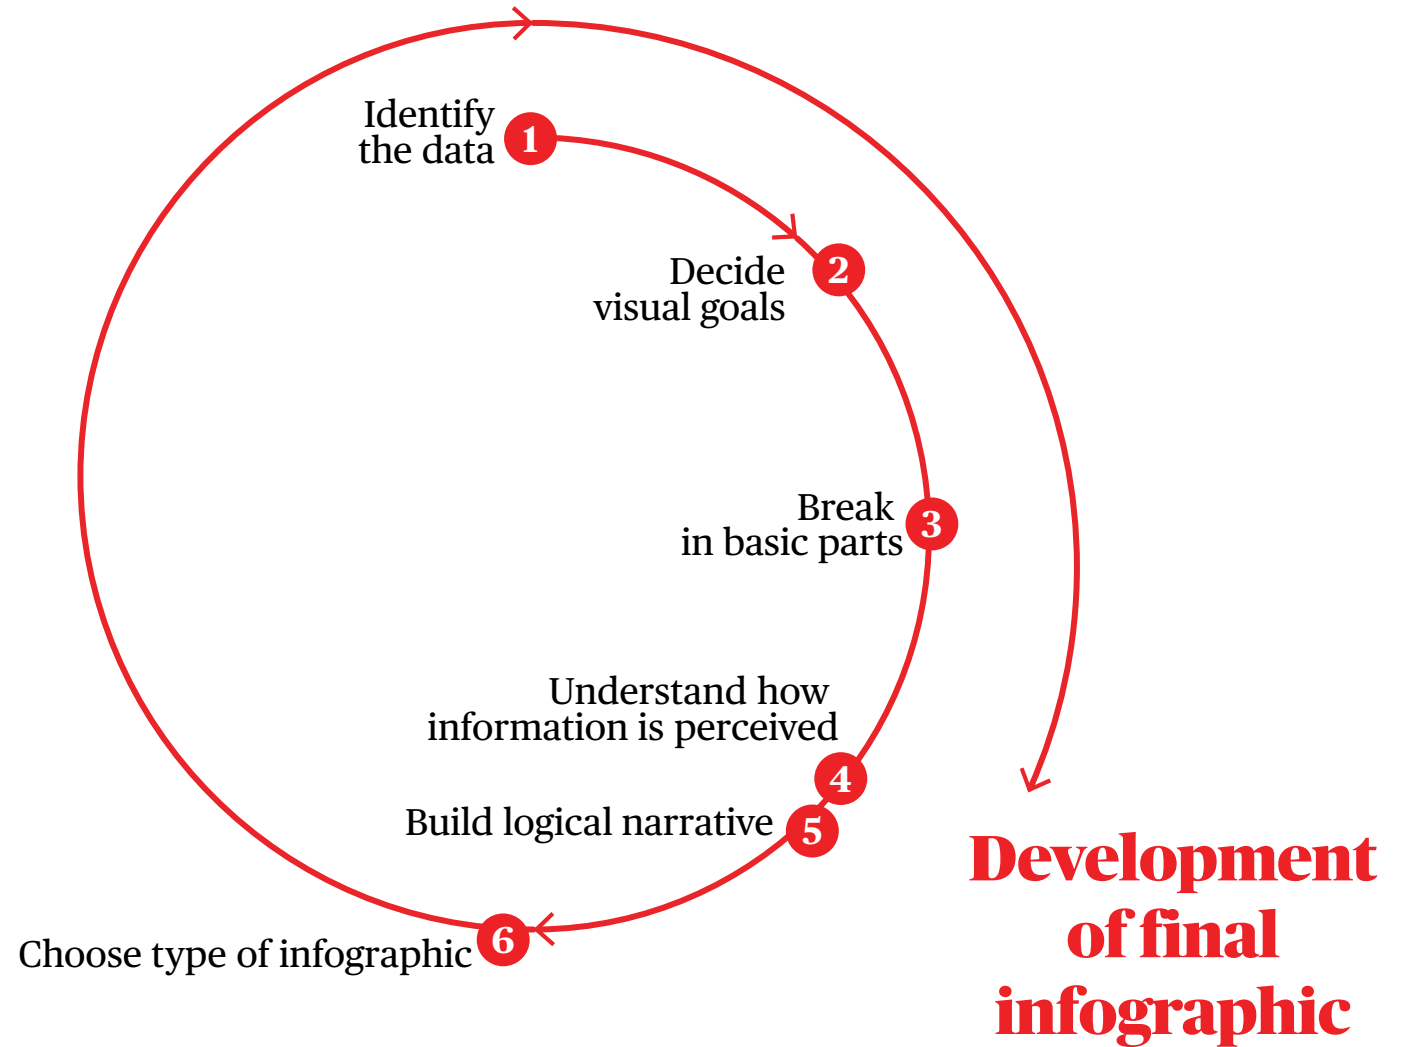 Identify
the data
1
Decide
visual goals
2
Break
in basic parts
3
Understand how
information is perceived
4
Build logical narrative
5
Choose type of infographic
6
Development
of final
infographic